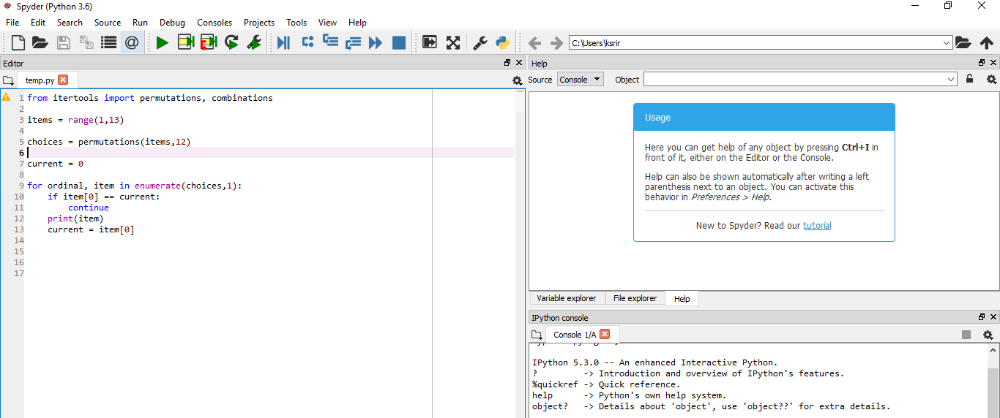 Spyder (Python 3.6)
File Edit Search Source Run Debug Consoles Projects Tools View Help
C:\Users\ksrir
Editor
temp.py
1 from itertools import permutations, combinations
2
3 items = range(1,13)
4
5 choices = permutations(items,12)
6
7 current = 0
8
9 for ordinal, item in enumerate(choices,1):
10     if item[0] == current:
11         continue
12     print(item)
13     current = item[0]
14
15
16
17
Help
Source Console Object
Usage
Here you can get help of any object by pressing Ctrl+I in
front of it, either on the Editor or the Console.
Help can also be shown automatically after writing a left
parenthesis next to an object. You can activate this
behavior in Preferences > Help.
New to Spyder? Read our tutorial
Variable explorer File explorer Help
IPython console
Console 1/A
IPython 5.3.0 -- An enhanced Interactive Python.
?         -> Introduction and overview of IPython's features.
%quickref -> Quick reference.
help      -> Python's own help system.
object?   -> Details about 'object', use 'object??' for extra details.